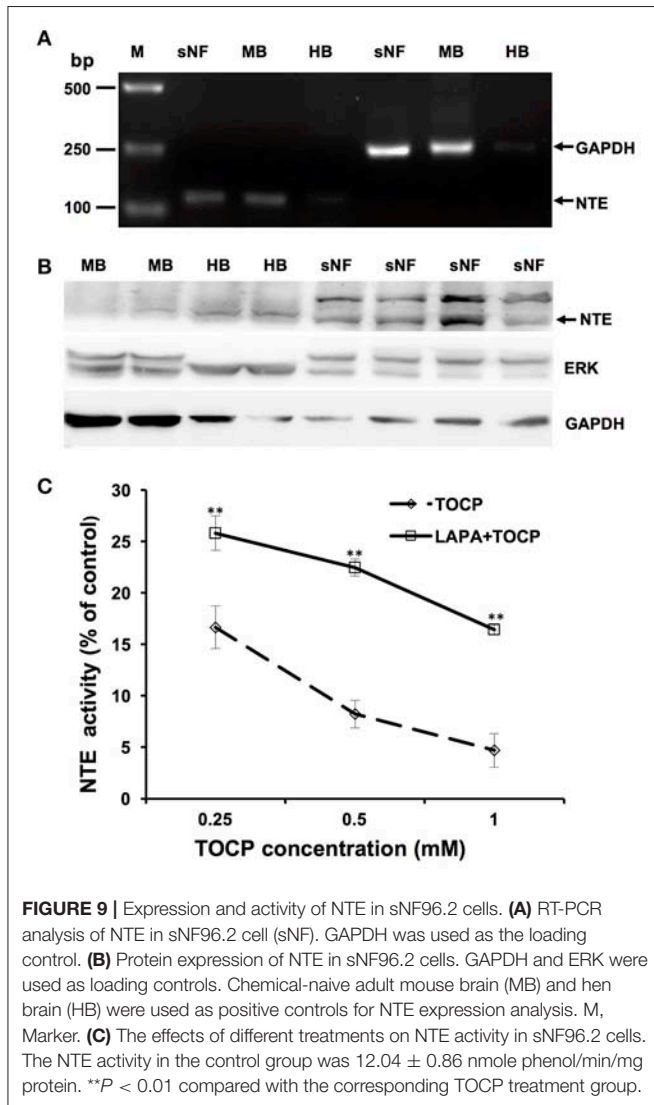 A
M sNF MB HB sNF MB HB
bp
500
250
GAPDH
100
NTE
B
MB MB HB HB sNF sNF sNF sNF
NTE
ERK
GAPDH
C
30
25
20
15
10
5
0
NTE activity (% of control)
** ** **
-TOCP
LAPA+TOCP
0.25 0.5 1
TOCP concentration (mM)
FIGURE 9 | Expression and activity of NTE in sNF96.2 cells. (A) RT-PCR
analysis of NTE in sNF96.2 cell (sNF). GAPDH was used as the loading
control. (B) Protein expression of NTE in sNF96.2 cells. GAPDH and ERK were
used as loading controls. Chemical-naive adult mouse brain (MB) and hen
brain (HB) were used as positive controls for NTE expression analysis. M,
Marker. (C) The effects of different treatments on NTE activity in sNF96.2 cells.
The NTE activity in the control group was 12.04 ± 0.86 nmole phenol/min/mg
protein. **P < 0.01 compared with the corresponding TOCP treatment group.